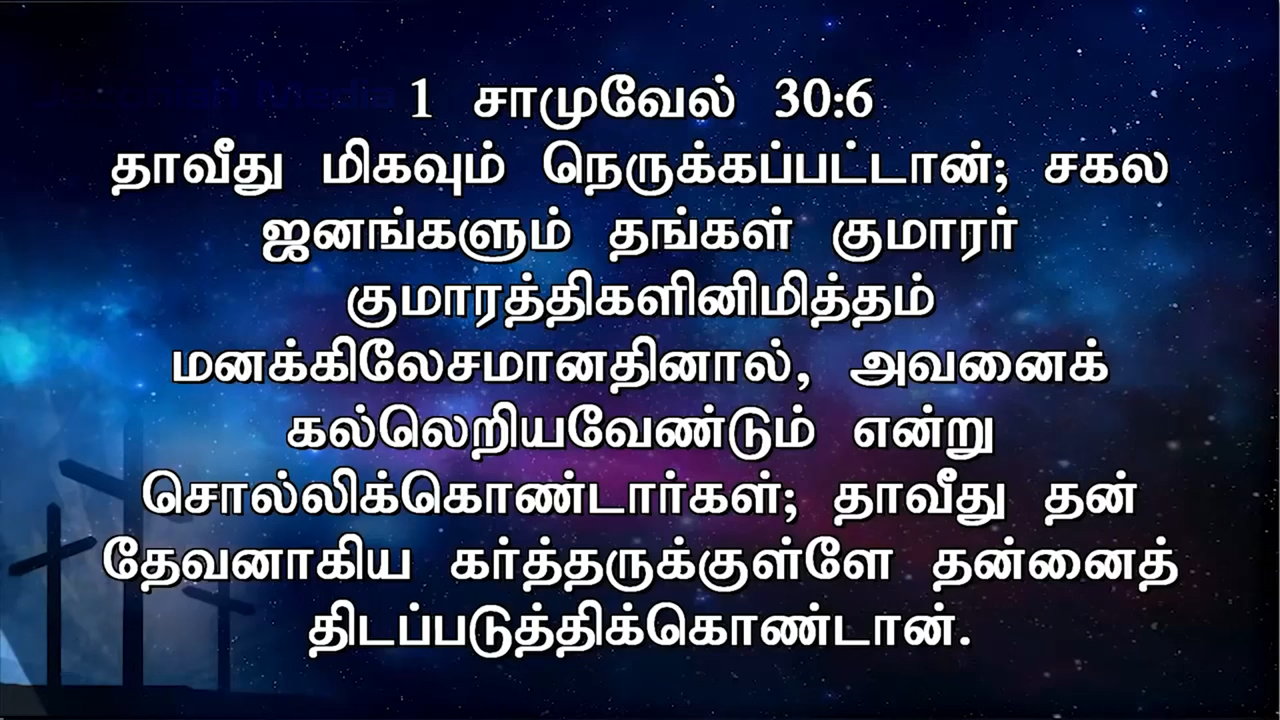 1 சாமுவேல் 30:6
தாவீது மிகவும் நெருக்கப்பட்டான்; சகல
ஜனங்களும் தங்கள் குமாரர்
குமாரத்திகளினிமித்தம்
மனக்கிலேசமானதினால், அவனைக்
கல்லெறியவேண்டும் என்று
சொல்லிக்கொண்டார்கள்; தாவீது தன்
தேவனாகிய கர்த்தருக்குள்ளே தன்னைத்
திடப்படுத்திக்கொண்டான்.